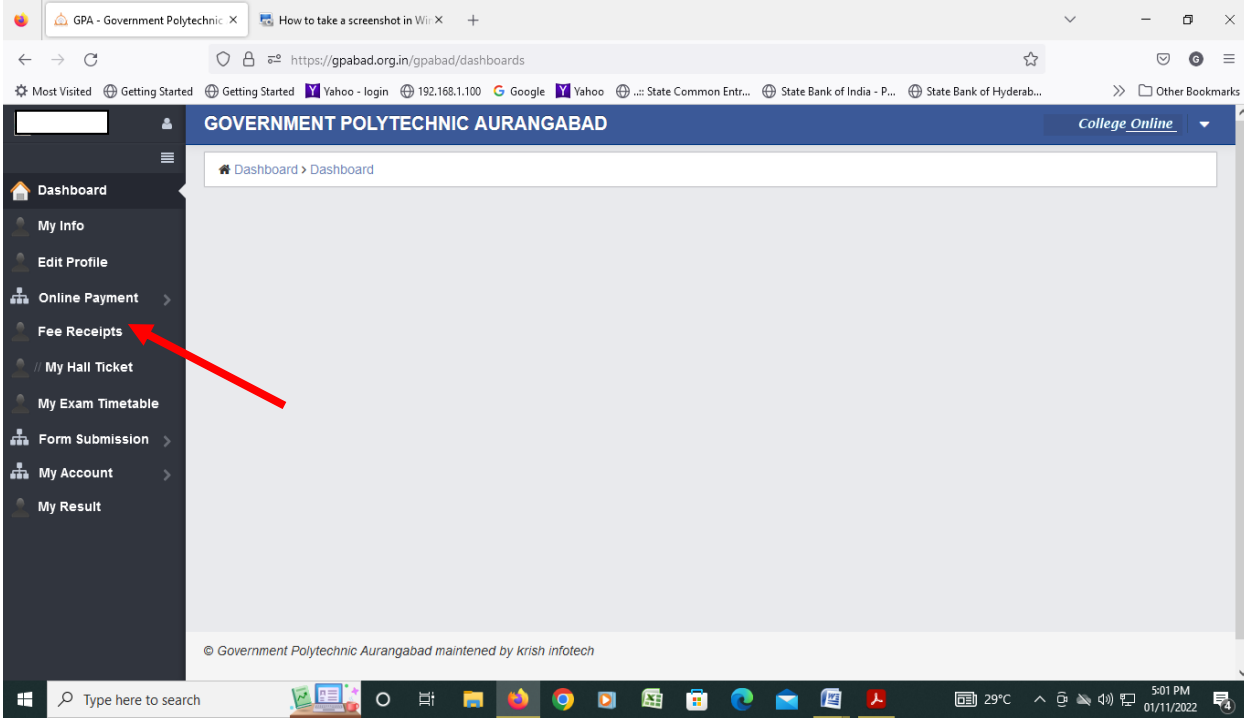 GPA - Government Polytechnic
How to take a screenshot in Win
https://gpabad.org.in/gpabad/dashboards
G
Most Visited Getting Started Getting Started Yahoo - login 192.168.1.100 Google Yahoo ..:: State Common Entr... State Bank of India - P... State Bank of Hyderab... Other Bookmarks
GOVERNMENT POLYTECHNIC AURANGABAD
College Online
Dashboard > Dashboard
Dashboard
My Info
Edit Profile
Online Payment
Fee Receipts
// My Hall Ticket
My Exam Timetable
Form Submission
My Account
My Result
© Government Polytechnic Aurangabad maintened by krish infotech
Type here to search
29°C
5:01 PM
01/11/2022
4